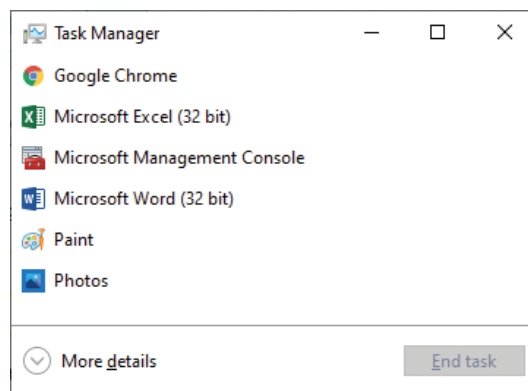 Task Manager
Google Chrome
Microsoft Excel (32 bit)
Microsoft Management Console
Microsoft Word (32 bit)
Paint
Photos
More details
End task